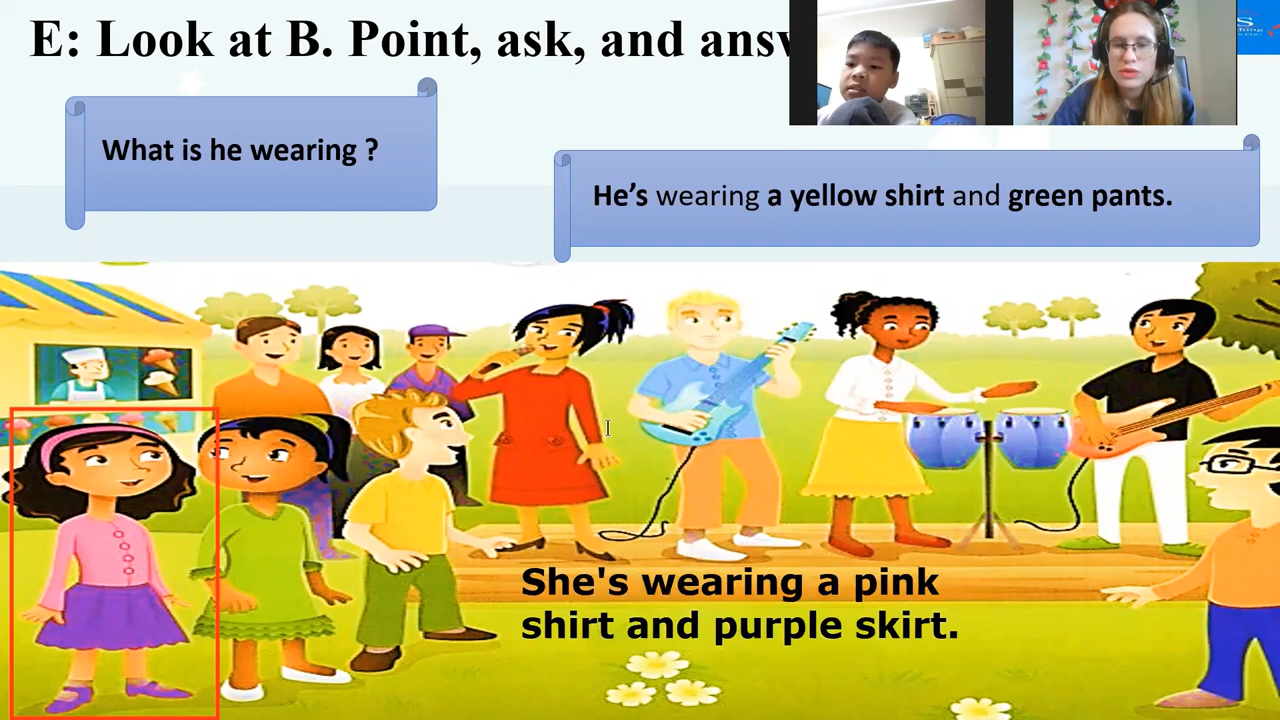 E: Look at B. Point, ask, and
What is he wearing ?
He's wearing a yellow shirt and green pants.
She's wearing a pink
shirt and purple skirt.